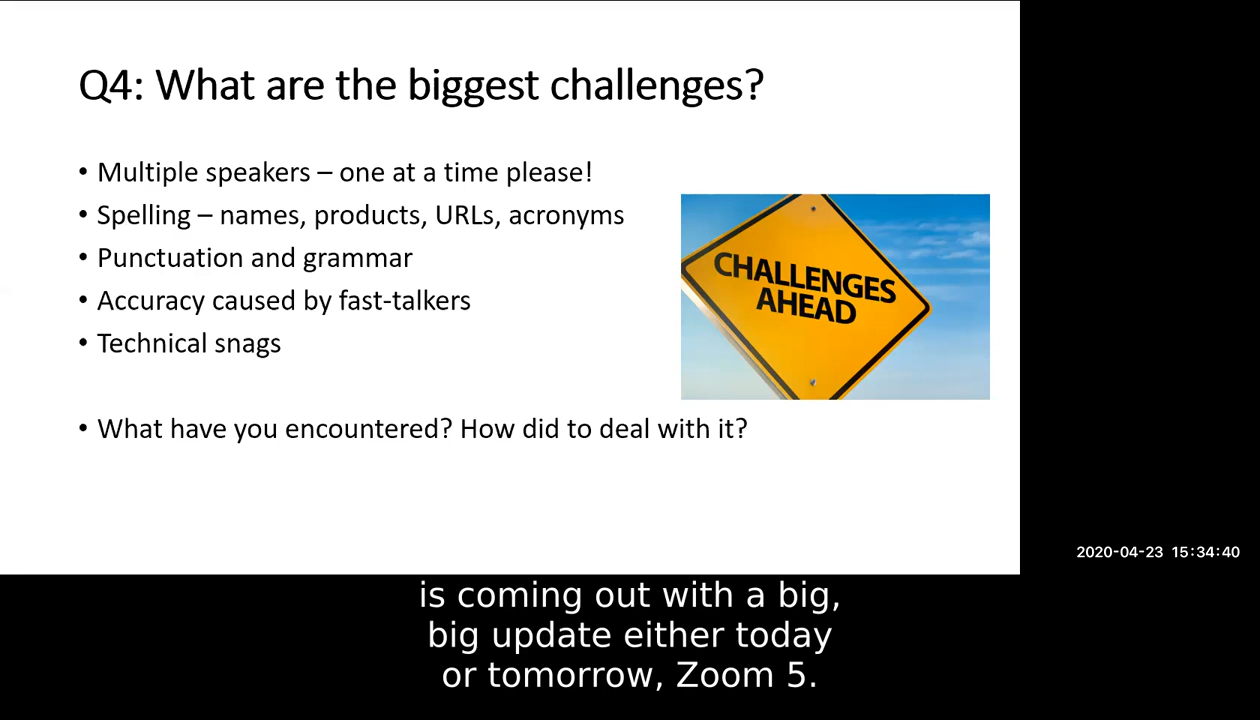 Q4: What are the biggest challenges?
• Multiple speakers – one at a time please!
• Spelling – names, products, URLs, acronyms
• Punctuation and grammar
• Accuracy caused by fast-talkers
• Technical snags
• What have you encountered? How did to deal with it?
CHALLENGES
AHEAD
2020-04-23 15:34:40
is coming out with a big,
big update either today
or tomorrow, Zoom 5.